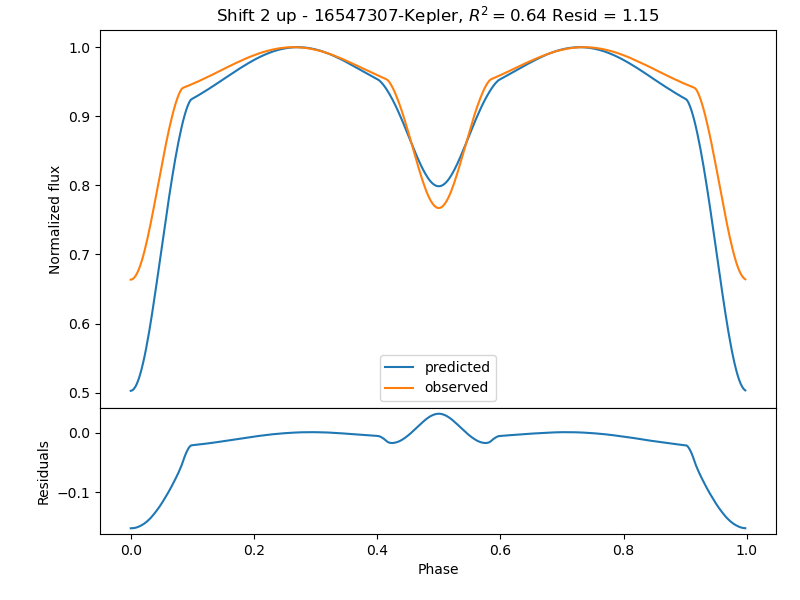 Shift 2 up - 16547307-Kepler, $R^2 = 0.64$ Resid = 1.15
1.0
0.9
0.8
0.7
0.6
0.5
Normalized flux
predicted
observed
0.0
−0.1
Residuals
0.0 0.2 0.4 0.6 0.8 1.0
Phase